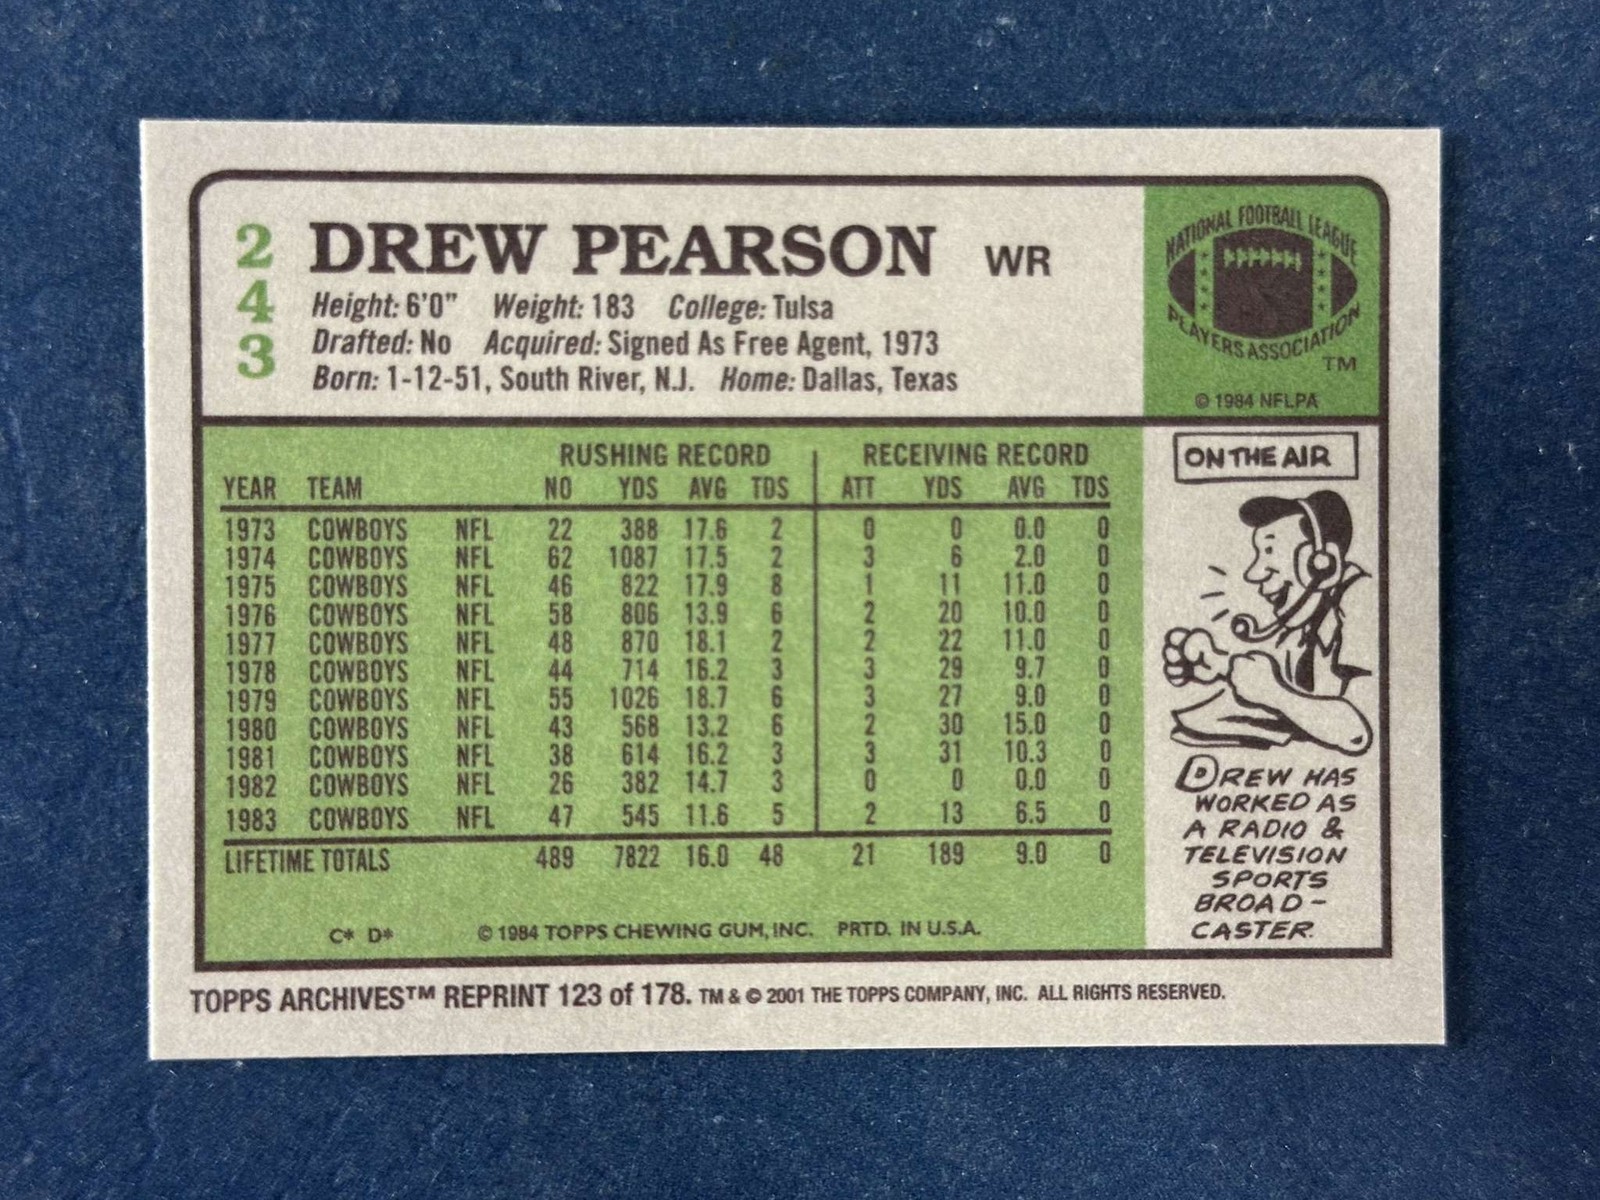 243
DREW PEARSON WR
Height: 6'0" Weight: 183 College: Tulsa
Drafted: No Acquired: Signed As Free Agent, 1973
Born: 1-12-51, South River, N.J. Home: Dallas, Texas
NATIONAL FOOTBALL LEAGUE
PLAYERS ASSOCIATION
TM
© 1984 NFLPA
RUSHING RECORD RECEIVING RECORD
YEAR TEAM NO YDS AVG TDS ATT YDS AVG TDS
1973 COWBOYS NFL 22 388 17.6 2 0 0 0.0 0
1974 COWBOYS NFL 62 1087 17.5 2 3 6 2.0 0
1975 COWBOYS NFL 46 822 17.9 8 1 11 11.0 0
1976 COWBOYS NFL 58 806 13.9 6 2 20 10.0 0
1977 COWBOYS NFL 48 870 18.1 2 2 22 11.0 0
1978 COWBOYS NFL 44 714 16.2 3 3 29 9.7 0
1979 COWBOYS NFL 55 1026 18.7 6 3 27 9.0 0
1980 COWBOYS NFL 43 568 13.2 6 2 30 15.0 0
1981 COWBOYS NFL 38 614 16.2 3 3 31 10.3 0
1982 COWBOYS NFL 26 382 14.7 3 0 0 0.0 0
1983 COWBOYS NFL 47 545 11.6 5 2 13 6.5 0
LIFETIME TOTALS 489 7822 16.0 48 21 189 9.0 0
C* D* © 1984 TOPPS CHEWING GUM, INC. PRTD. IN U.S.A.
ON THE AIR
DREW HAS
WORKED AS
A RADIO &
TELEVISION
SPORTS
BROAD-
CASTER.
TOPPS ARCHIVES™ REPRINT 123 of 178. TM & © 2001 THE TOPPS COMPANY, INC. ALL RIGHTS RESERVED.